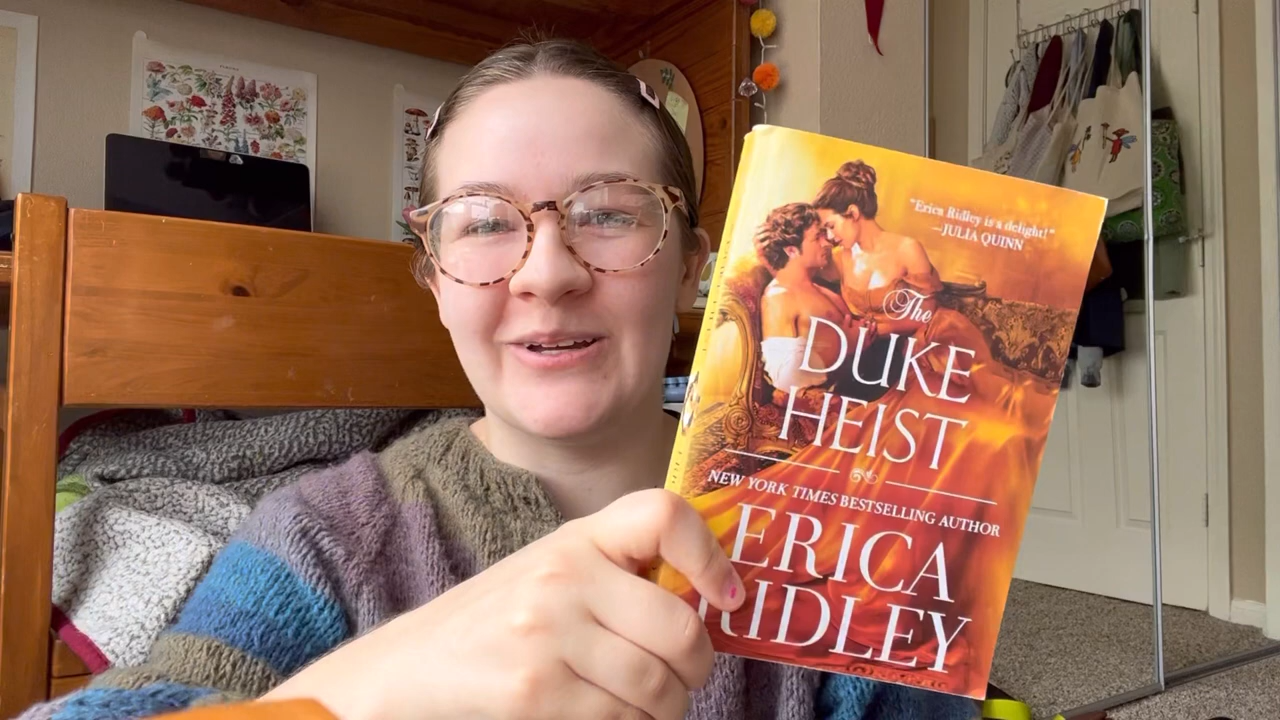 "Erica Ridley is a delight!"
—JULIA QUINN
The
DUKE
HEIST
NEW YORK TIMES BESTSELLING AUTHOR
ERICA
RIDLEY